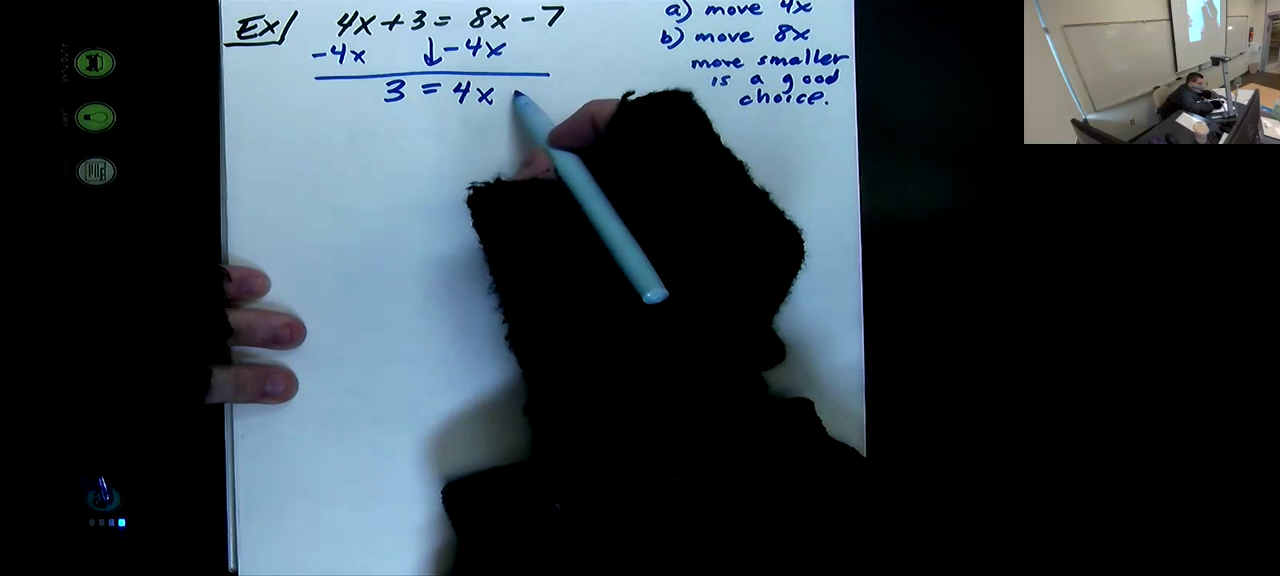 Ex/ 4x + 3 = 8x - 7
-4x ↓ -4x
3 = 4x
a) move 4x
b) move 8x
move smaller
is a good
choice.